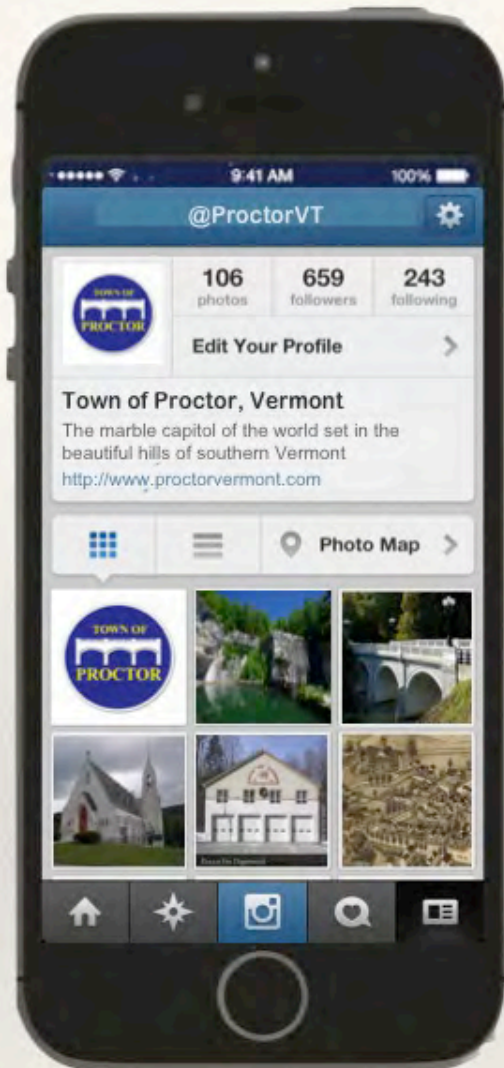 9:41 AM
100%
@ProctorVT
TOWN OF
PROCTOR
106
photos
659
followers
243
following
Edit Your Profile
Town of Proctor, Vermont
The marble capitol of the world set in the
beautiful hills of southern Vermont
http://www.proctorvermont.com
Photo Map
TOWN OF
PROCTOR